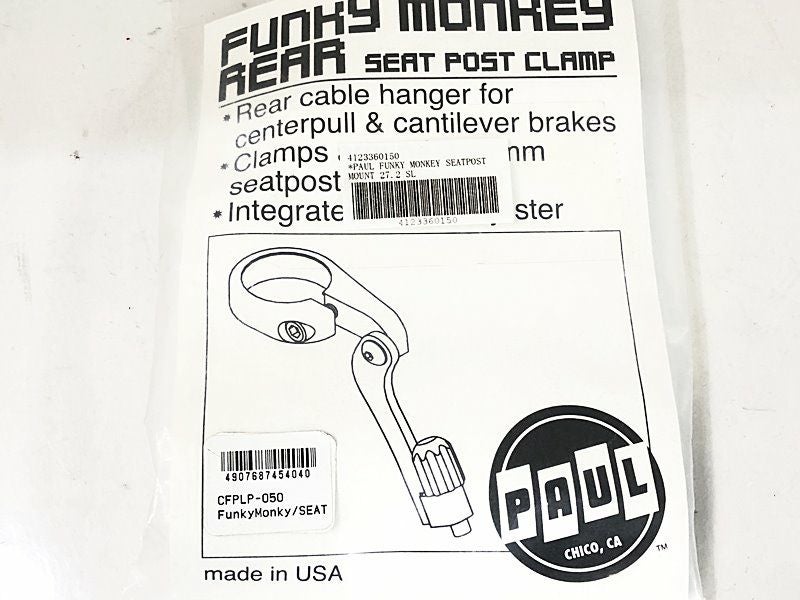 FUNKY MONKEY
REAR SEAT POST CLAMP
*Rear cable hanger for
centerpull & cantilever brakes
*Clamps nm
seatpost
*Integrate ster
4123360150
*PAUL FUNKY MONKEY SEATPOST
MOUNT 27.2 SL
4123360150
4907687454040
CFPLP-050
FunkyMonky/SEAT
PAUL
CHICO, CA
TM
made in USA